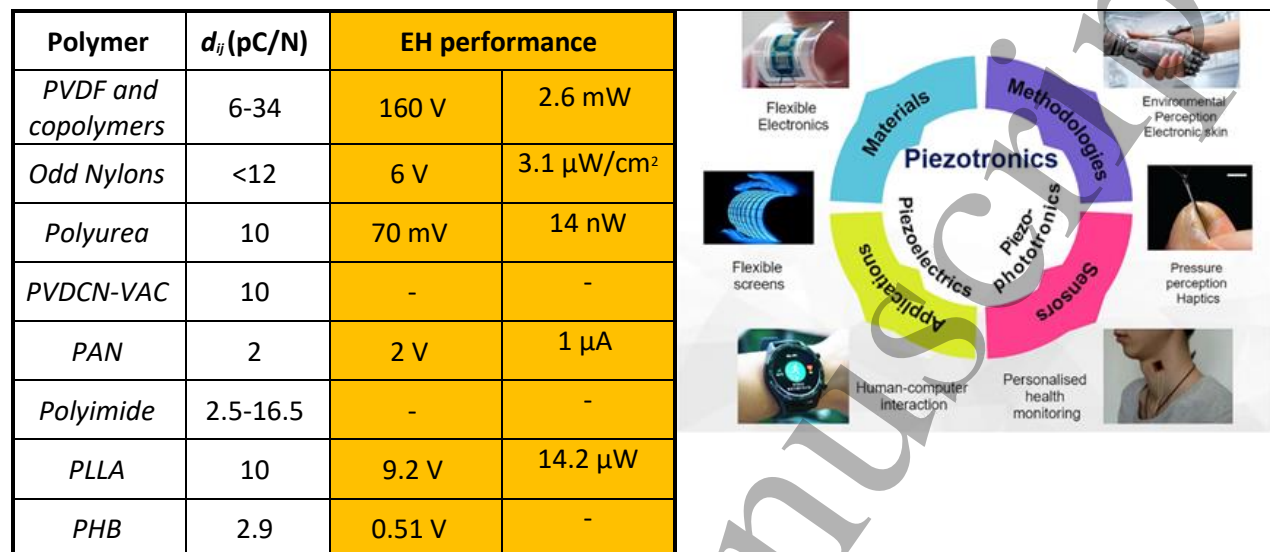 Polymer d_ij (pC/N) EH performance
PVDF and
copolymers 6-34 160 V 2.6 mW
Odd Nylons <12 6 V 3.1 µW/cm²
Polyurea 10 70 mV 14 nW
PVDCN-VAC 10 - -
PAN 2 2 V 1 µA
Polyimide 2.5-16.5 - -
PLLA 10 9.2 V 14.2 µW
PHB 2.9 0.51 V -
Flexible
Electronics
Materials
Methodologies
Environmental
Perception
Electronic skin
Piezotronics
Piezoelectrics
Piezo-
phototronics
Flexible
screens
Applications
Sensors
Pressure
perception
Haptics
Human-computer
interaction
Personalised
health
monitoring
nuscrip